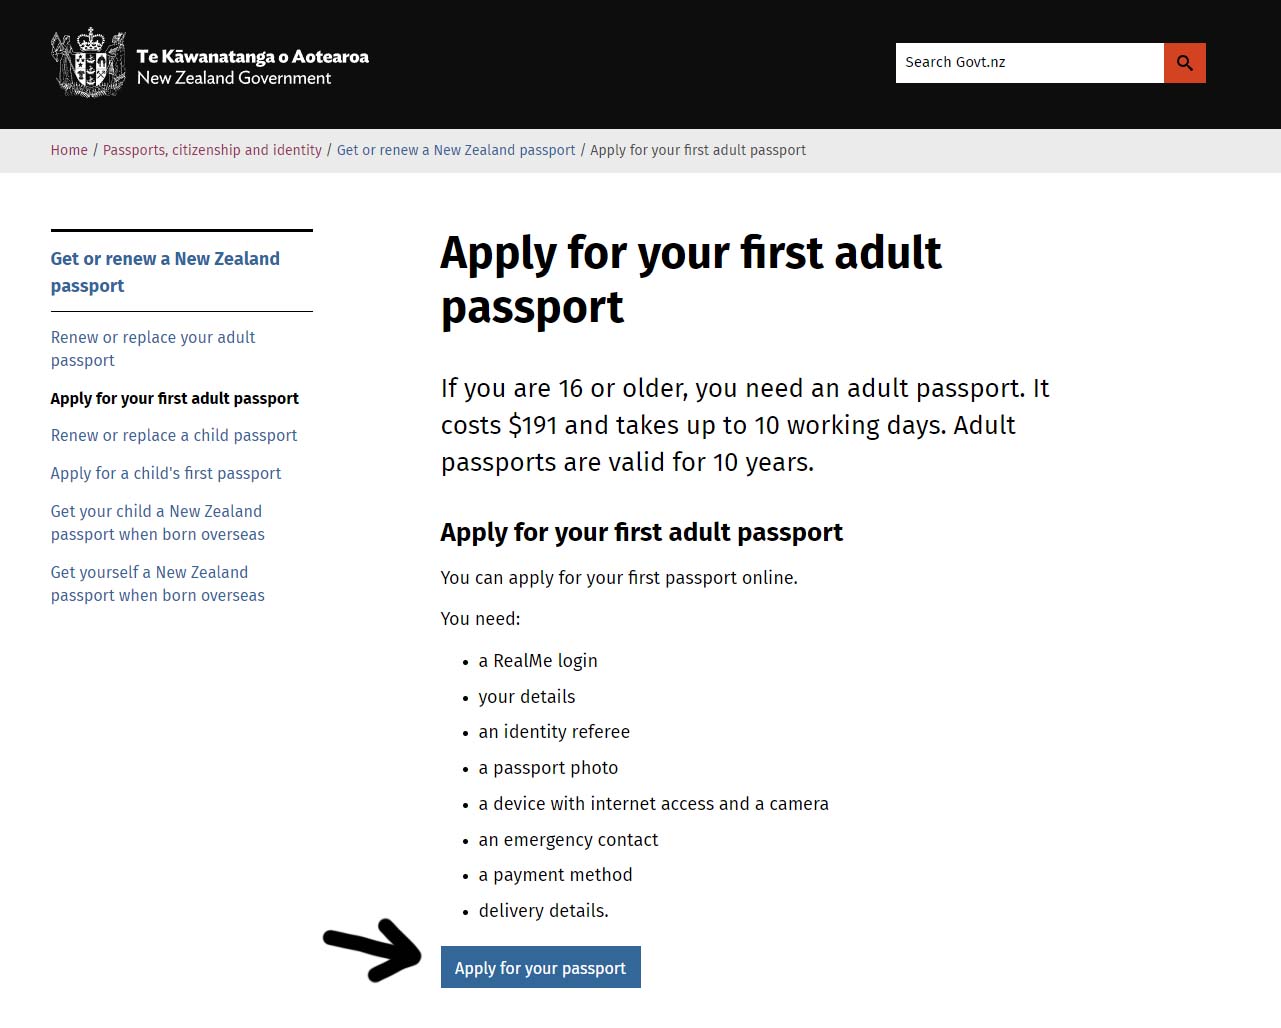 Te Kāwanatanga o Aotearoa
New Zealand Government
Search Govt.nz
Home / Passports, citizenship and identity / Get or renew a New Zealand passport / Apply for your first adult passport
Get or renew a New Zealand
passport
Renew or replace your adult
passport
Apply for your first adult passport
Renew or replace a child passport
Apply for a child's first passport
Get your child a New Zealand
passport when born overseas
Get yourself a New Zealand
passport when born overseas
Apply for your first adult
passport
If you are 16 or older, you need an adult passport. It
costs $191 and takes up to 10 working days. Adult
passports are valid for 10 years.
Apply for your first adult passport
You can apply for your first passport online.
You need:
• a RealMe login
• your details
• an identity referee
• a passport photo
• a device with internet access and a camera
• an emergency contact
• a payment method
• delivery details.
Apply for your passport